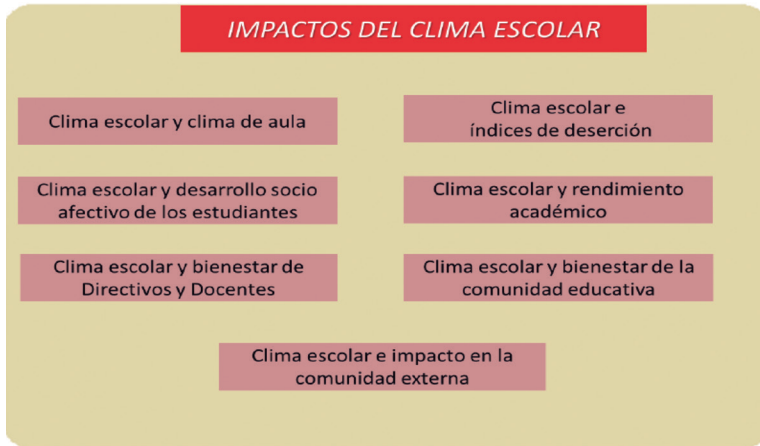 IMPACTOS DEL CLIMA ESCOLAR
Clima escolar y clima de aula
Clima escolar e
índices de deserción
Clima escolar y desarrollo socio
afectivo de los estudiantes
Clima escolar y rendimiento
académico
Clima escolar y bienestar de
Directivos y Docentes
Clima escolar y bienestar de la
comunidad educativa
Clima escolar e impacto en la
comunidad externa